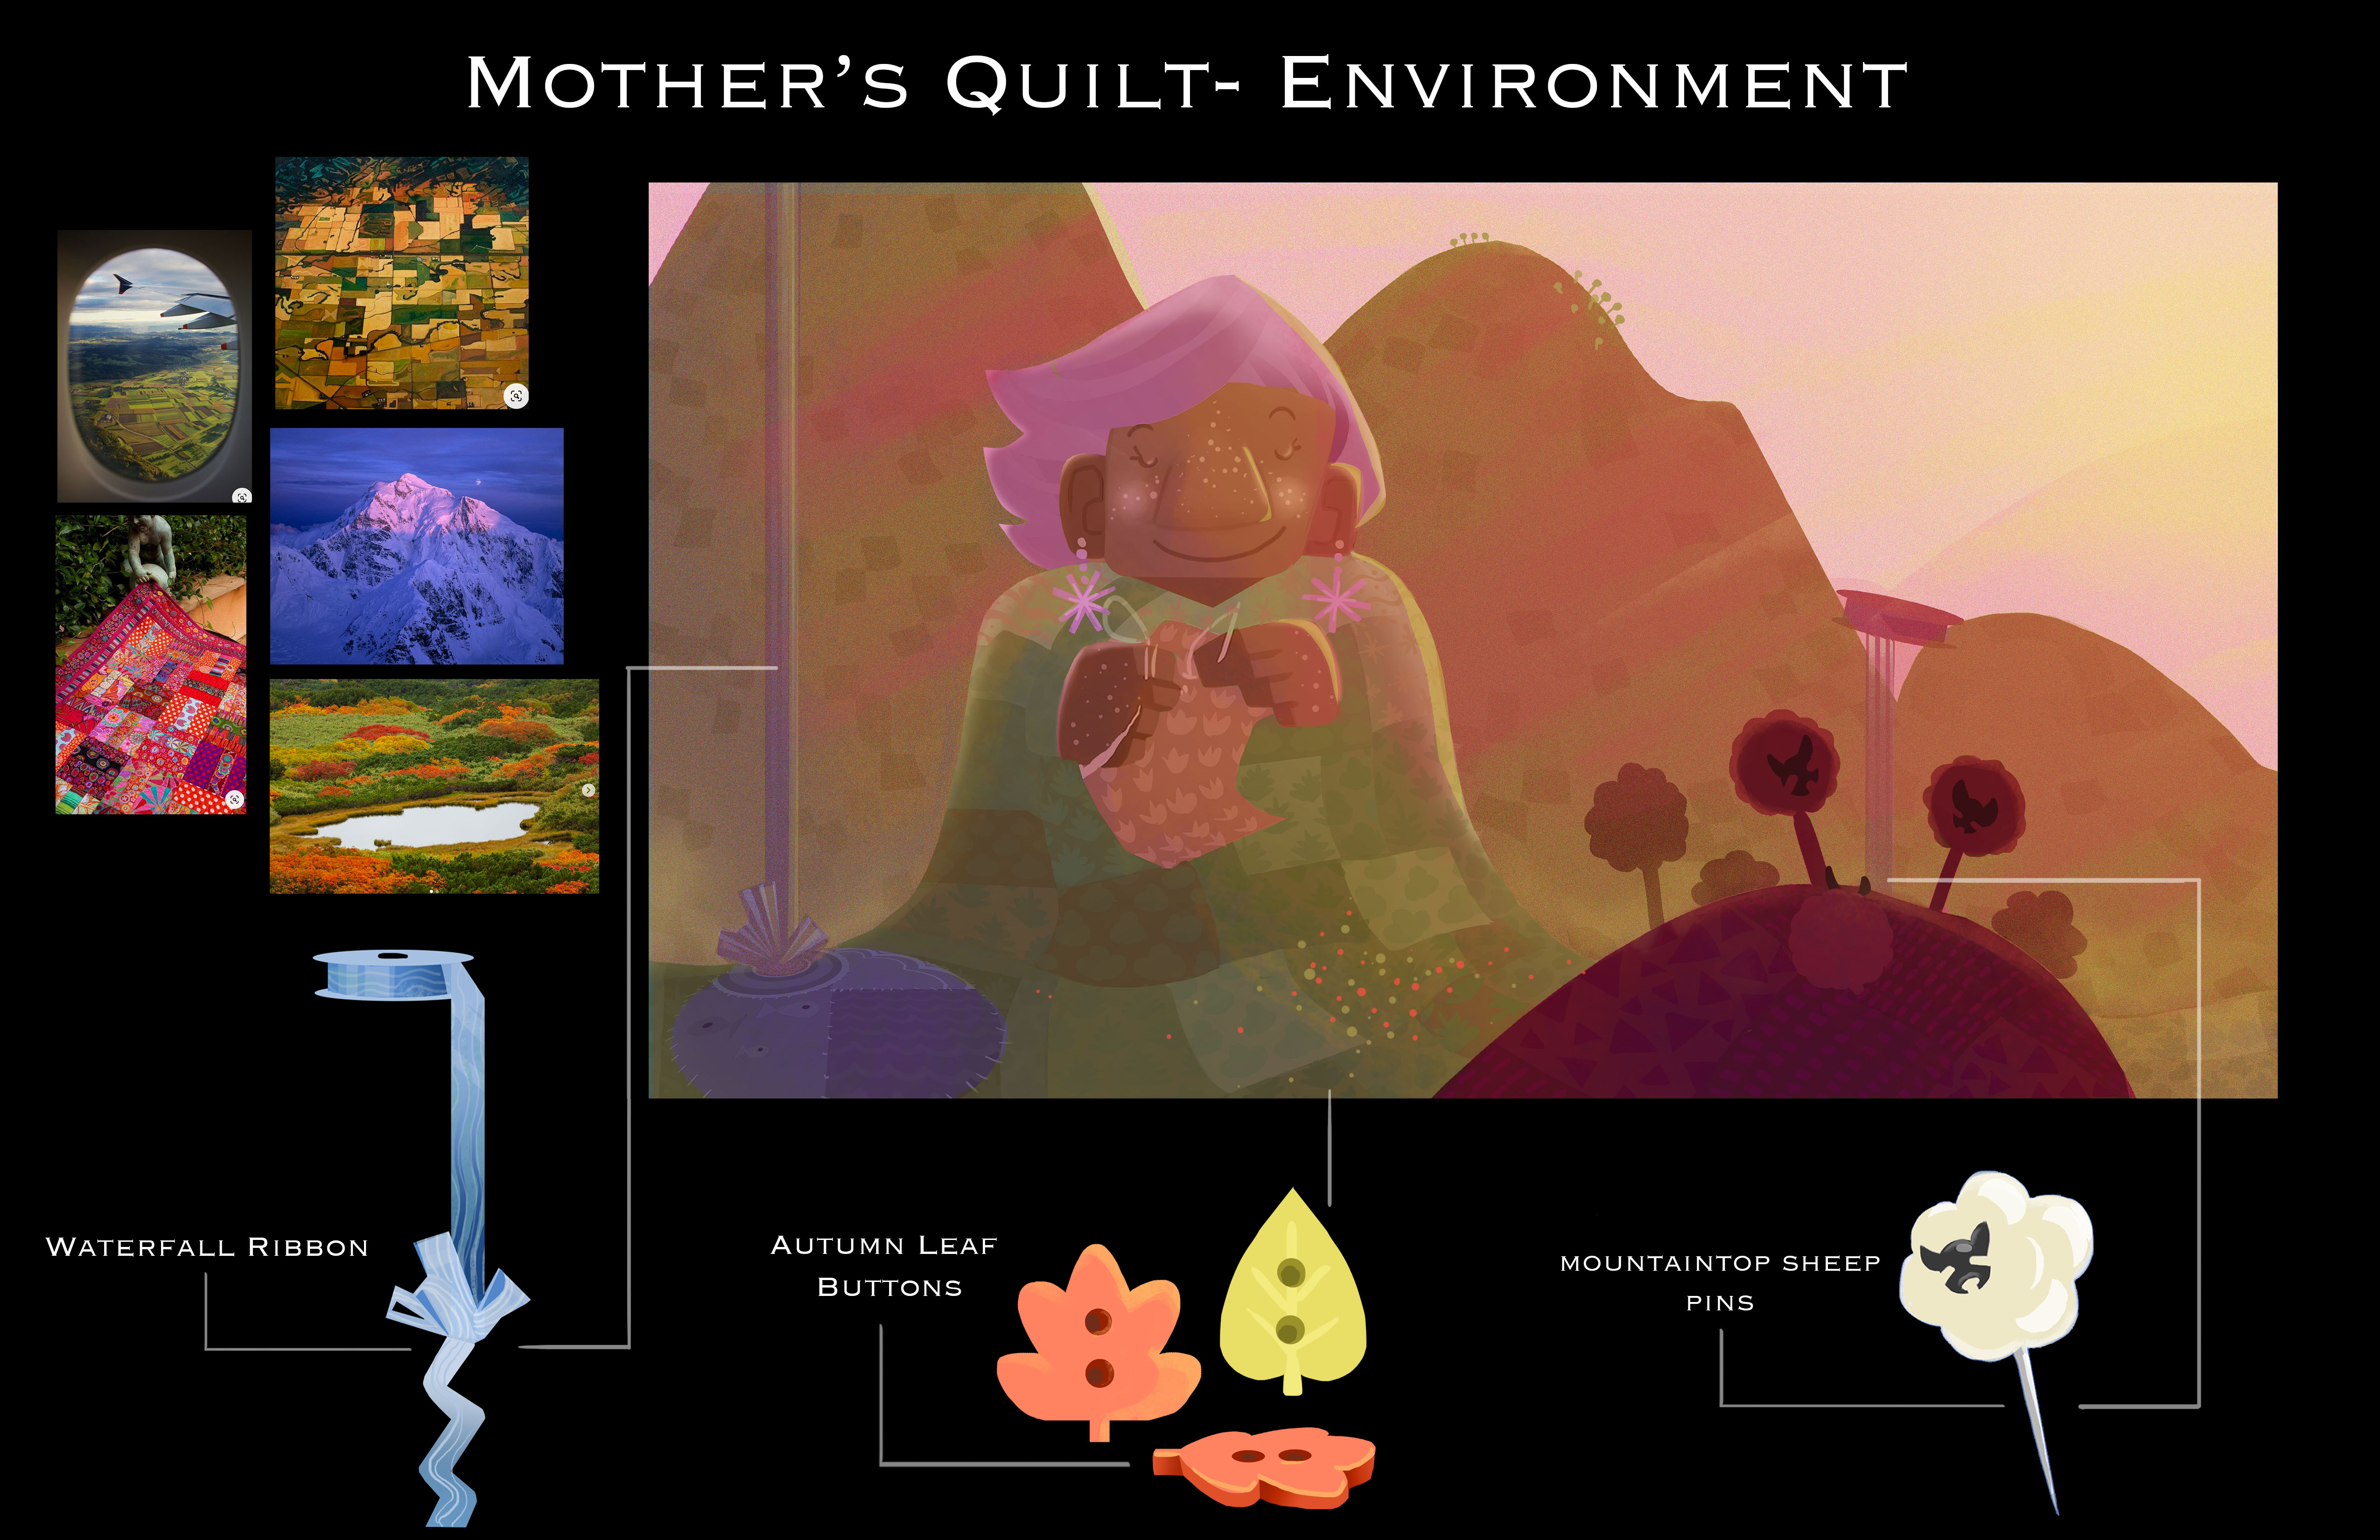 Mother's Quilt- Environment
Waterfall Ribbon
Autumn Leaf
Buttons
mountaintop sheep
pins